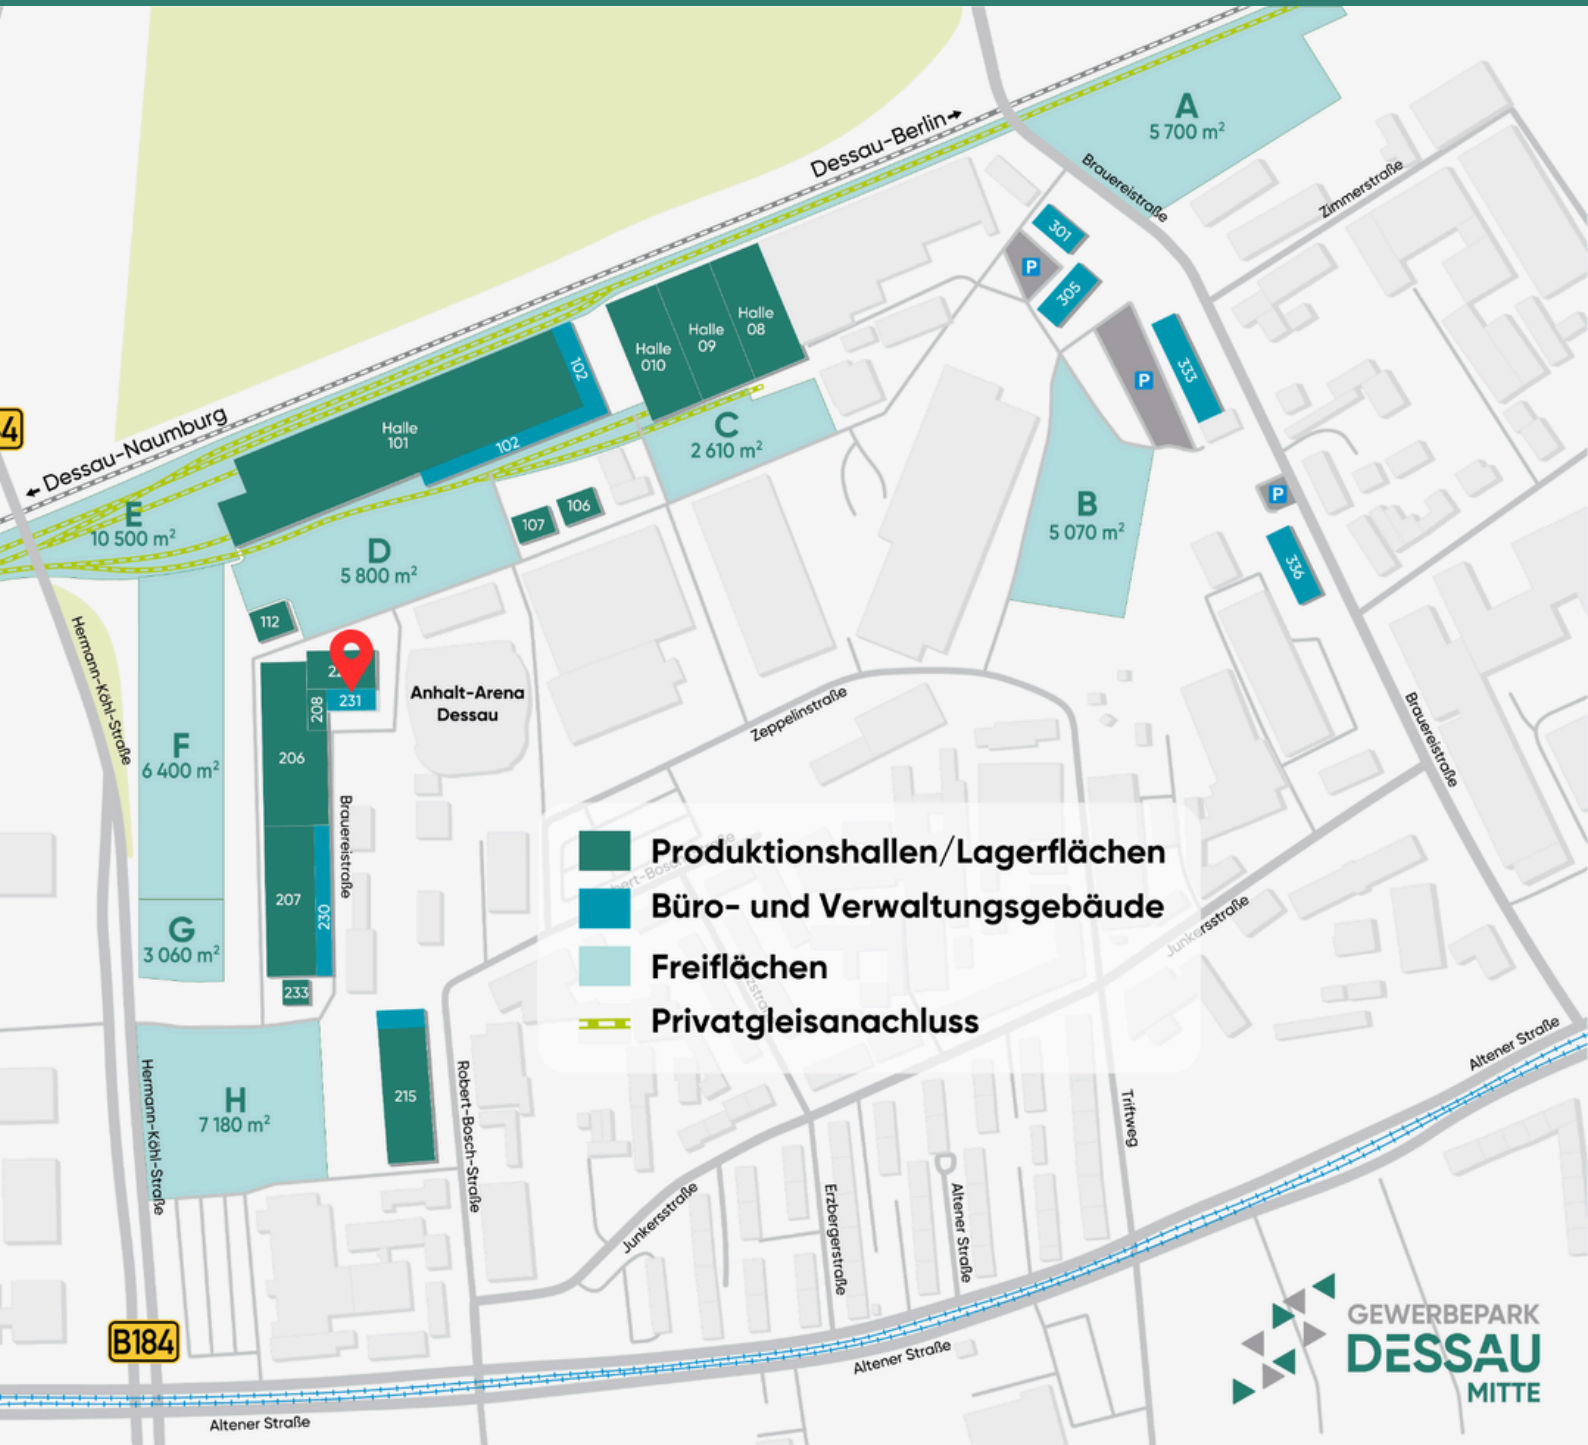 A
5 700 m²
Dessau-Berlin→
Brauereistraße
Zimmerstraße
301
P
305
Halle
08
Halle
09
Halle
010
102
333
P
4
←Dessau-Naumburg
Halle
101
102
C
2 610 m²
E
10 500 m²
P
106
107
B
5 070 m²
D
5 800 m²
336
112
Hermann-Köhl-Straße
208
231
Anhalt-Arena
Dessau
Zeppelinstraße
Brauereistraße
F
6 400 m²
206
Brauereistraße
Produktionshallen/Lagerflächen
Büro- und Verwaltungsgebäude
Freiflächen
Privatgleisanachluss
207
230
G
3 060 m²
Junkersstraße
233
Altener Straße
H
7 180 m²
215
Hermann-Köhl-Straße
Robert-Bosch-Straße
Triftweg
Junkersstraße
Erzbergerstraße
Altener Straße
B184
Altener Straße
Altener Straße
GEWERBEPARK
DESSAU
MITTE